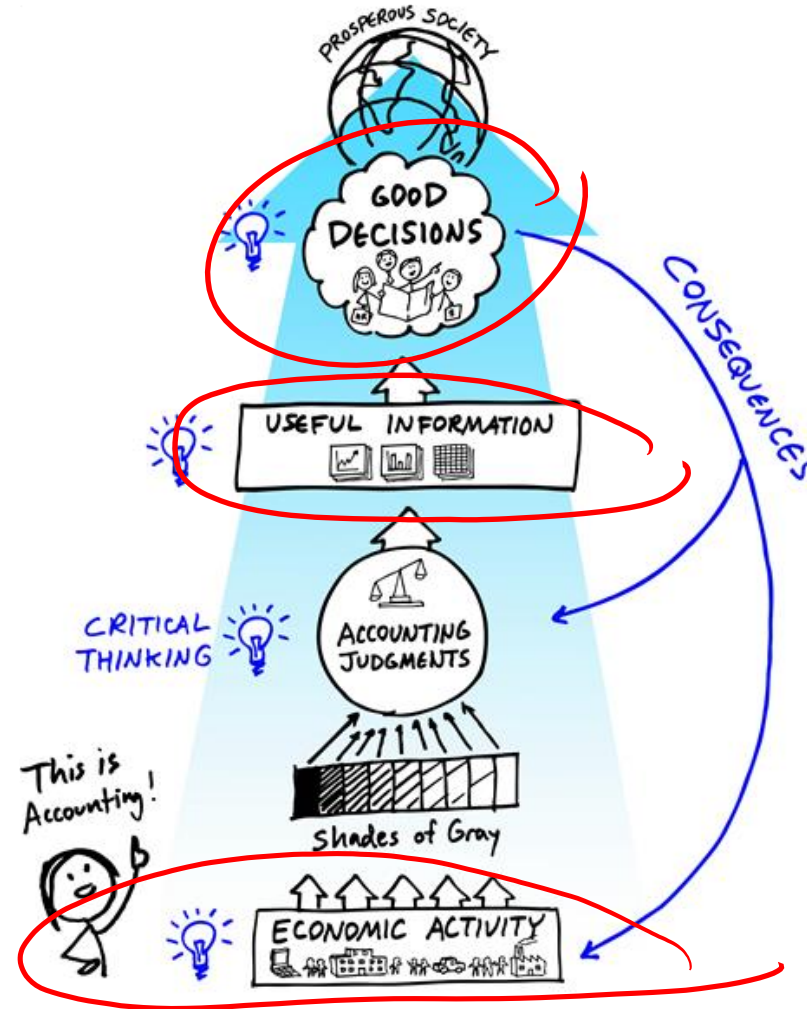 PROSPEROUS SOCIETY
GOOD
DECISIONS
CONSEQUENCES
USEFUL INFORMATION
CRITICAL
THINKING
ACCOUNTING
JUDGMENTS
This is
Accounting!
Shades of Gray
ECONOMIC ACTIVITY